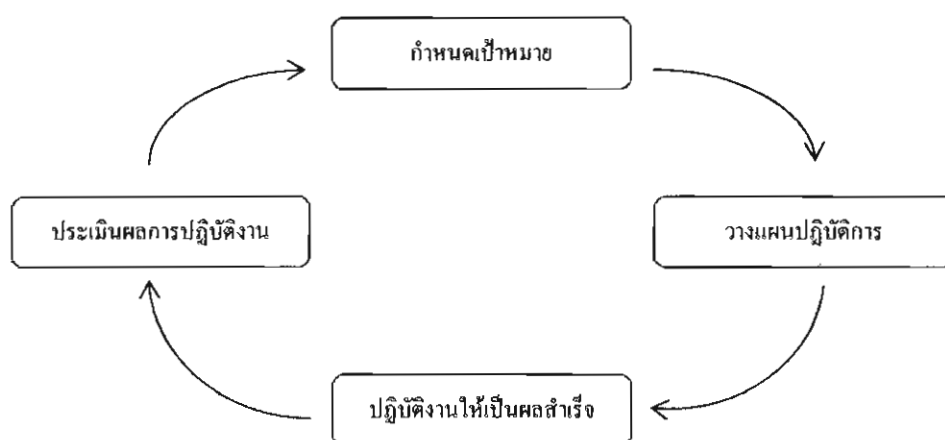 กำหนดเป้าหมาย
ประเมินผลการปฏิบัติงาน
วางแผนปฏิบัติการ
ปฏิบัติงานให้เป็นผลสำเร็จ